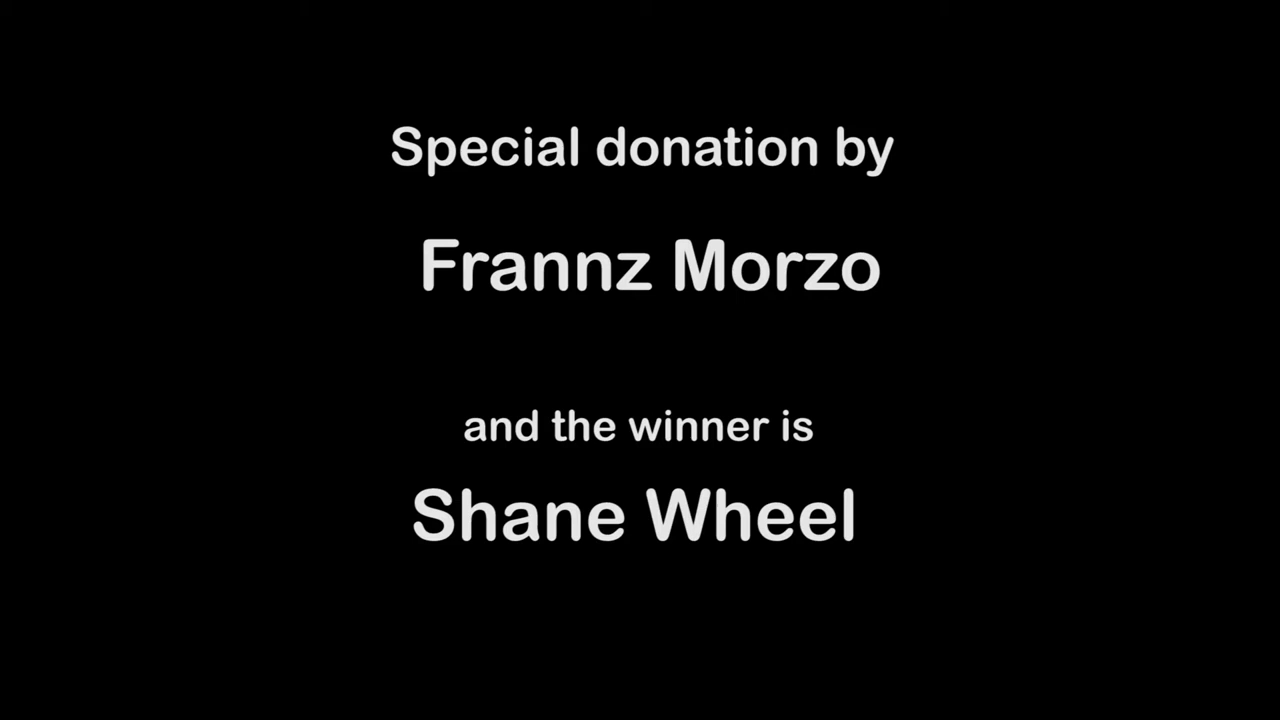 Special donation by
Frannz Morzo
and the winner is
Shane Wheel